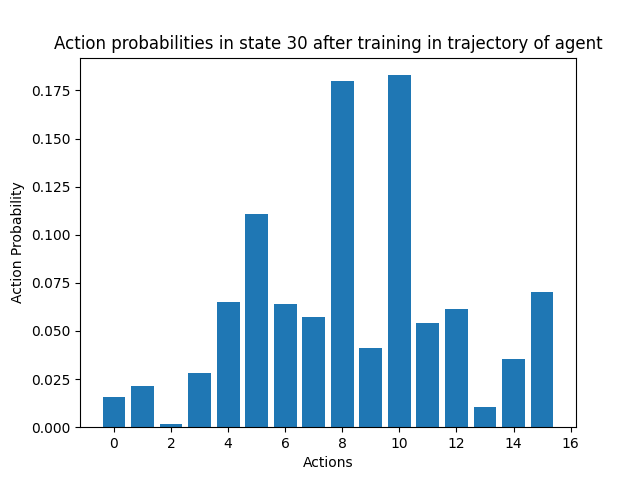 Action probabilities in state 30 after training in trajectory of agent
0.175
0.150
0.125
0.100
0.075
0.050
0.025
0.000
Action Probability
0 2 4 6 8 10 12 14 16
Actions